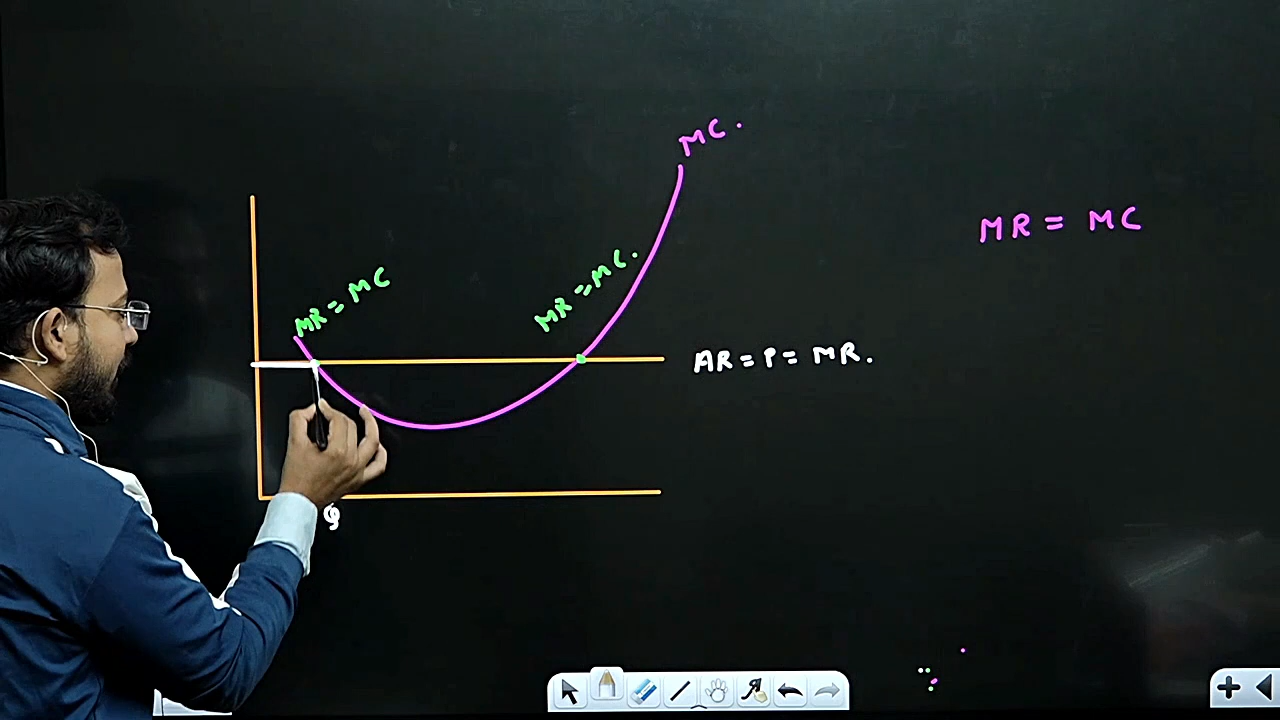 MC.
MR = MC
MR = MC
MR = MC.
AR = P = MR.